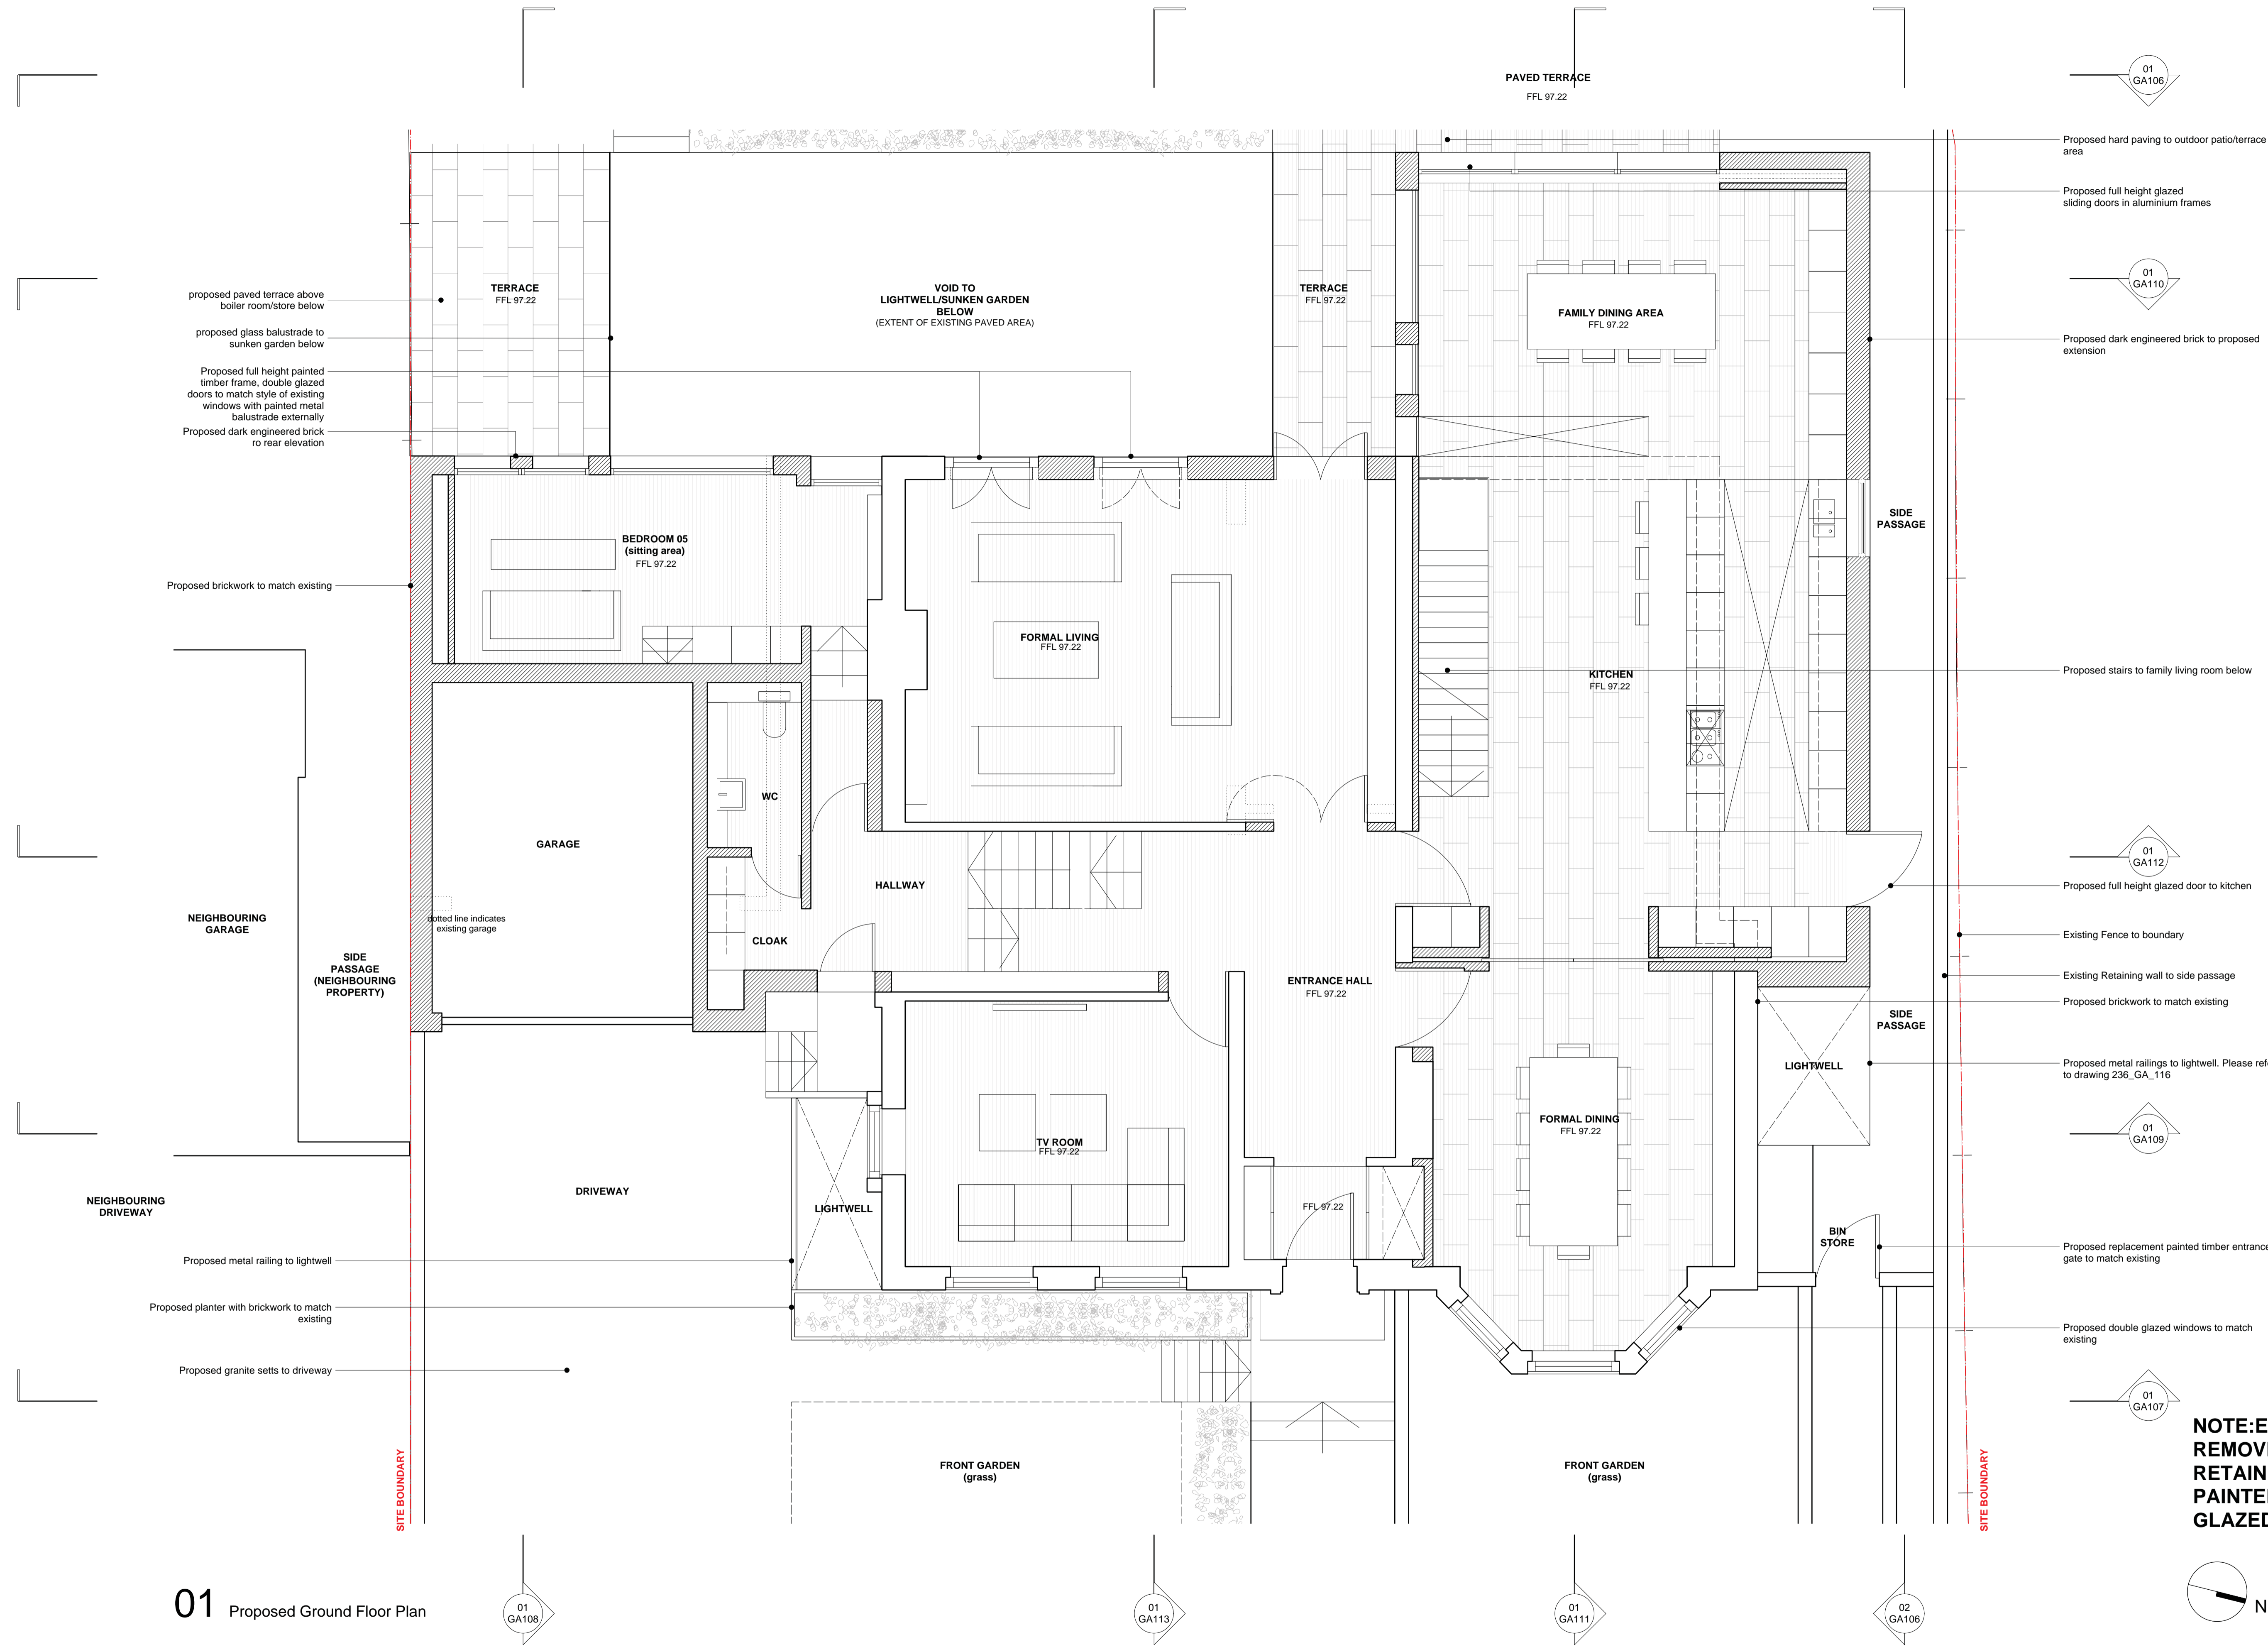 PAVED TERRACE
FFL 97.22
01
GA106
Proposed hard paving to outdoor patio/terrace
area
Proposed full height glazed
sliding doors in aluminium frames
01
GA110
Proposed dark engineered brick to proposed
extension
proposed paved terrace above
boiler room/store below
proposed glass balustrade to
sunken garden below
Proposed full height painted
timber frame, double glazed
doors to match style of existing
windows with painted metal
balustrade externally
Proposed dark engineered brick
ro rear elevation
TERRACE
FFL 97.22
VOID TO
LIGHTWELL/SUNKEN GARDEN
BELOW
(EXTENT OF EXISTING PAVED AREA)
TERRACE
FFL 97.22
FAMILY DINING AREA
FFL 97.22
SIDE
PASSAGE
BEDROOM 05
(sitting area)
FFL 97.22
Proposed brickwork to match existing
FORMAL LIVING
FFL 97.22
KITCHEN
FFL 97.22
Proposed stairs to family living room below
WC
GARAGE
HALLWAY
01
GA112
Proposed full height glazed door to kitchen
NEIGHBOURING
GARAGE
dotted line indicates
existing garage
CLOAK
Existing Fence to boundary
SIDE
PASSAGE
(NEIGHBOURING
PROPERTY)
ENTRANCE HALL
FFL 97.22
Existing Retaining wall to side passage
Proposed brickwork to match existing
SIDE
PASSAGE
LIGHTWELL
Proposed metal railings to lightwell. Please
to drawing 236_GA_116
01
GA109
FORMAL DINING
FFL 97.22
TV ROOM
FFL 97.22
NEIGHBOURING
DRIVEWAY
DRIVEWAY
LIGHTWELL
FFL 97.22
BIN
STORE
Proposed replacement painted timber entrance
gate to match existing
Proposed metal railing to lightwell
Proposed planter with brickwork to match
existing
Proposed double glazed windows to match
existing
Proposed granite setts to driveway
01
GA107
SITE BOUNDARY
FRONT GARDEN
(grass)
FRONT GARDEN
(grass)
SITE BOUNDARY
NOTE:E
REMOV
RETAIN
PAINTE
GLAZED
01 Proposed Ground Floor Plan
01
GA108
01
GA113
01
GA111
02
GA106
N